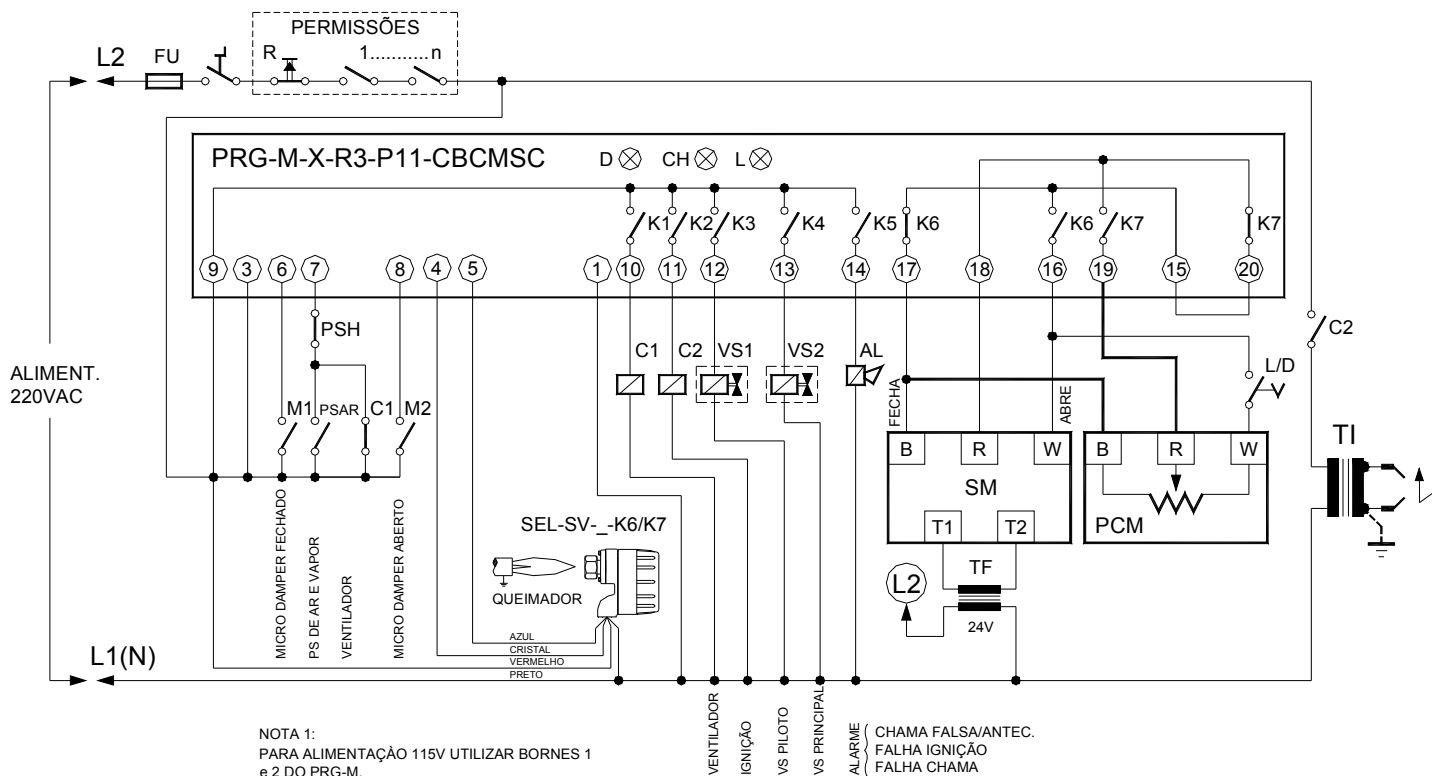 PERMISSÕES
L2
FU
R
1...........n
PRG-M-X-R3-P11-CBCMSC
D
CH
L
K1
K2
K3
K4
K5
K6
K6
K7
K7
9
3
6
7
8
4
5
1
10
11
12
13
14
17
18
16
19
15
20
PSH
C2
ALIMENT.
220VAC
M1
PSAR
C1
M2
C1
C2
VS1
VS2
AL
FECHA
ABRE
L/D
B
R
W
SM
T1
T2
B
R
W
PCM
TI
MICRO DAMPER FECHADO
PS DE AR E VAPOR
VENTILADOR
MICRO DAMPER ABERTO
SEL-SV-_-K6/K7
QUEIMADOR
L2
TF
24V
AZUL
CRISTAL
VERMELHO
PRETO
L1(N)
NOTA 1:
PARA ALIMENTAÇÀO 115V UTILIZAR BORNES 1
e 2 DO PRG-M.
VENTILADOR
IGNIÇÃO
VS PILOTO
VS PRINCIPAL
ALARME
CHAMA FALSA/ANTEC.
FALHA IGNIÇÃO
FALHA CHAMA